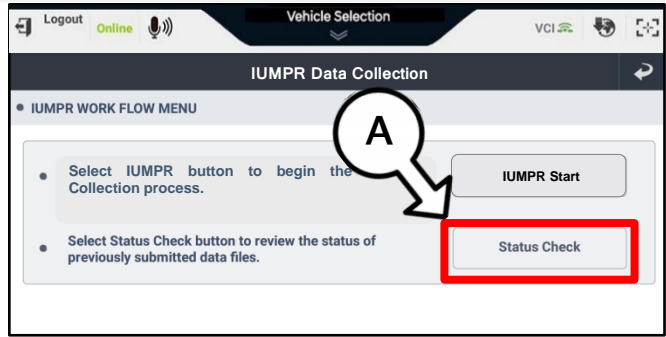 Logout
Online
Vehicle Selection
VCI
IUMPR Data Collection
IUMPR WORK FLOW MENU
A
Select IUMPR button to begin the
Collection process.
IUMPR Start
Select Status Check button to review the status of
previously submitted data files.
Status Check